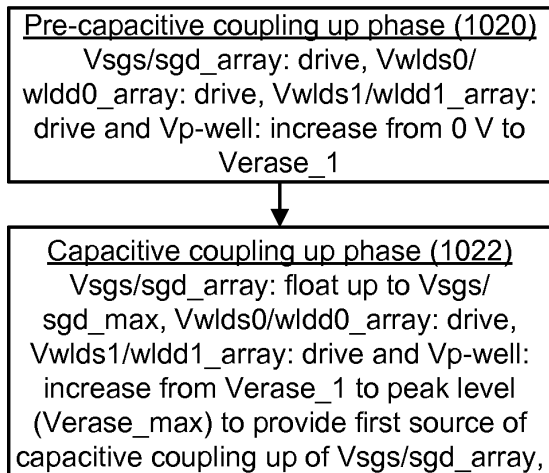 Pre-capacitive coupling up phase (1020)
Vsgs/sgd_array: drive, Vwlds0/
wldd0_array: drive, Vwlds1/wldd1_array:
drive and Vp-well: increase from 0 V to
Verase_1
Capacitive coupling up phase (1022)
Vsgs/sgd_array: float up to Vsgs/
sgd_max, Vwlds0/wldd0_array: drive,
Vwlds1/wldd1_array: drive and Vp-well:
increase from Verase_1 to peak level
(Verase_max) to provide first source of
capacitive coupling up of Vsgs/sgd_array,